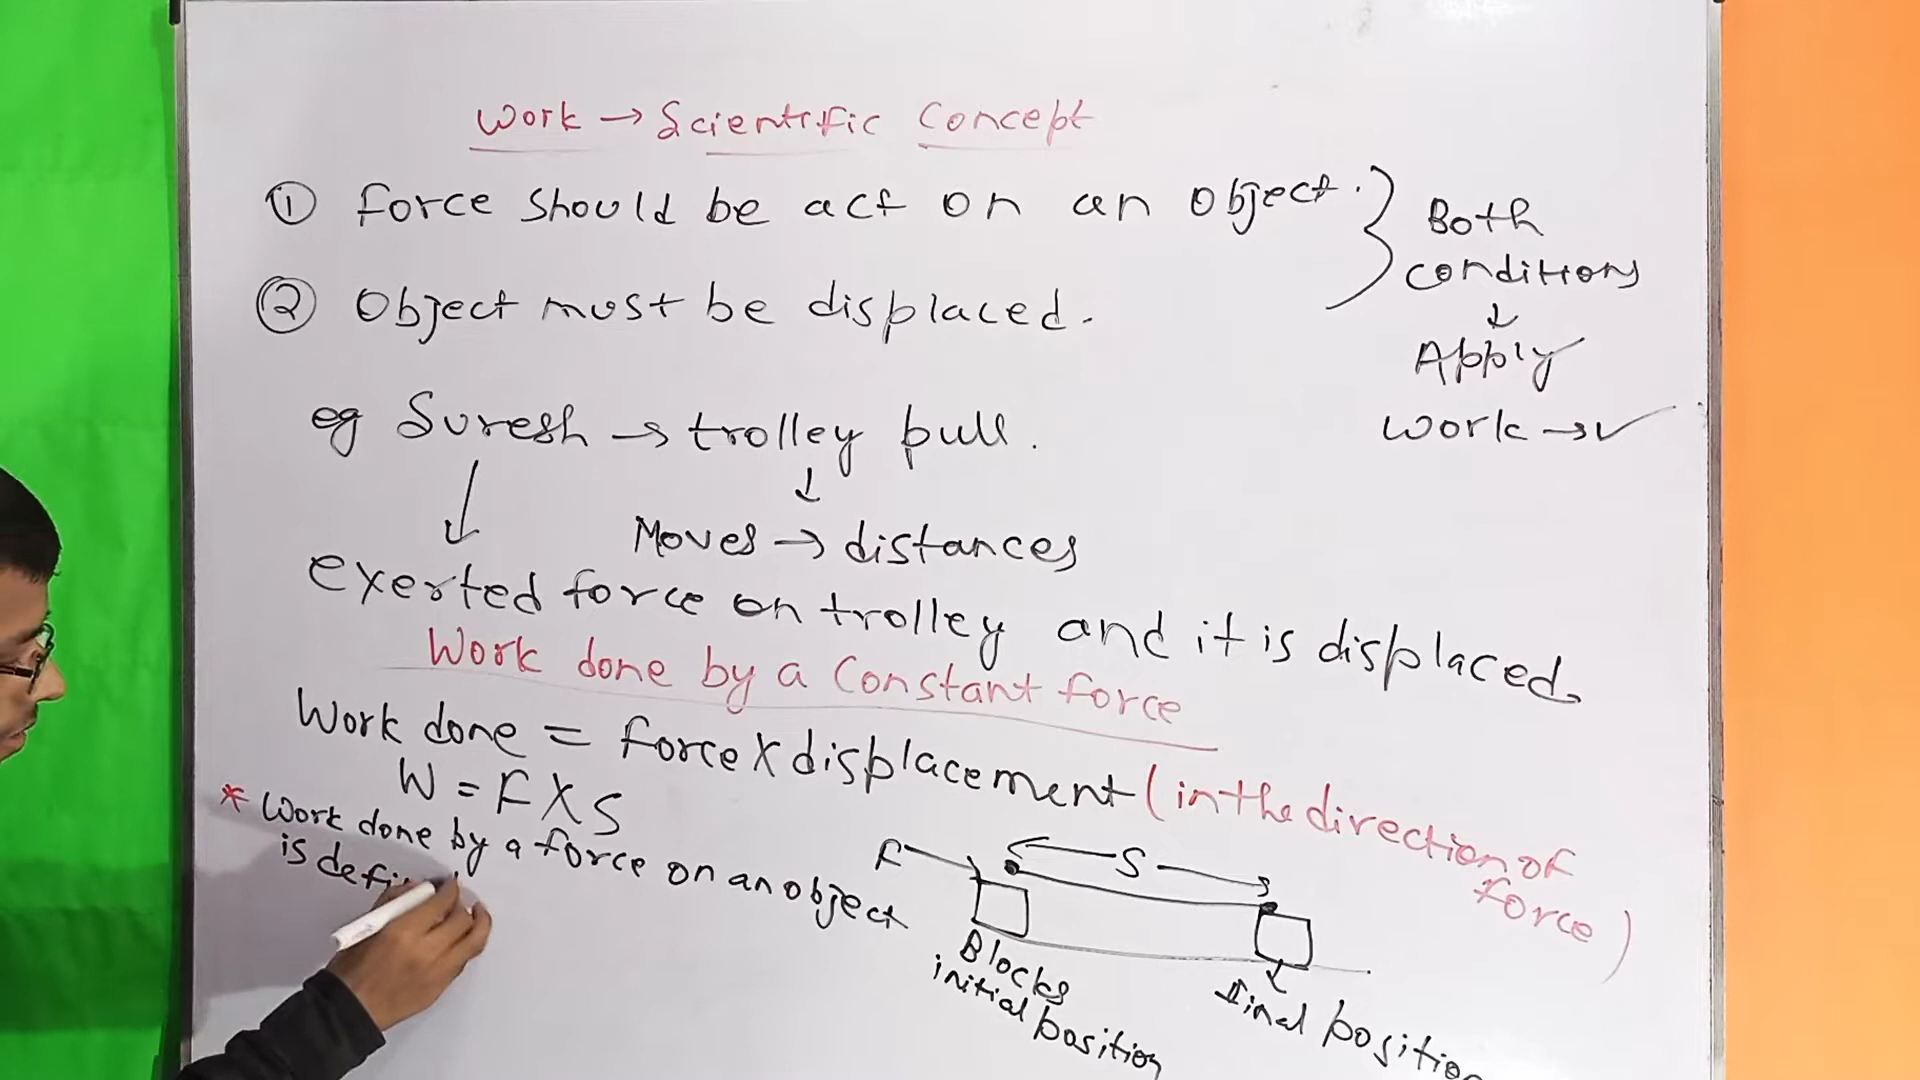 Work → Scientific Concept
① force should be act on an object.
② Object must be displaced.
Both
conditions
↓
Apply
work → ✓
eg Suresh → trolley pull.
↓
↓
Moves → distances
exerted force on trolley and it is displaced.
Work done by a Constant force
Work done = force X displacement (in the direction of
force)
W = F X S
* Work done by a force on an object
is defin
F
S
Blocks
initial position
final position